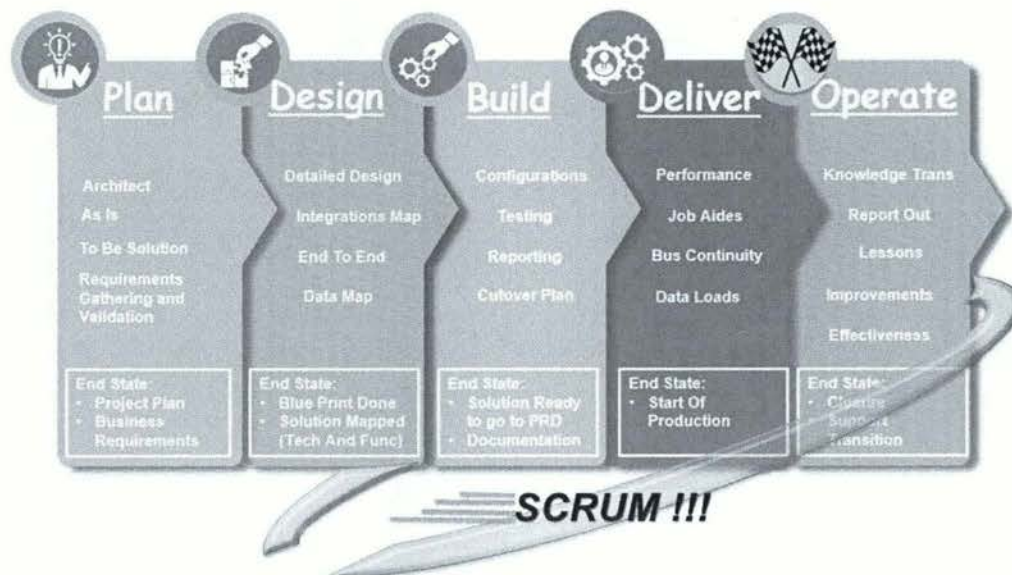 Plan
Architect
As Is
To Be Solution
Requirements
Gathering and
Validation
End State:
• Project Plan
• Business
Requirements
Design
Detailed Design
Integrations Map
End To End
Data Map
End State:
• Blue Print Done
• Solution Mapped
(Tech And Func)
Build
Configurations
Testing
Reporting
Cutover Plan
End State:
• Solution Ready
to go to PRD
• Documentation
Deliver
Performance
Job Aides
Bus Continuity
Data Loads
End State:
• Start Of
Production
Operate
Knowledge Trans
Report Out
Lessons
Improvements
Effectiveness
End State:
• Closure
• Support
Transition
SCRUM !!!